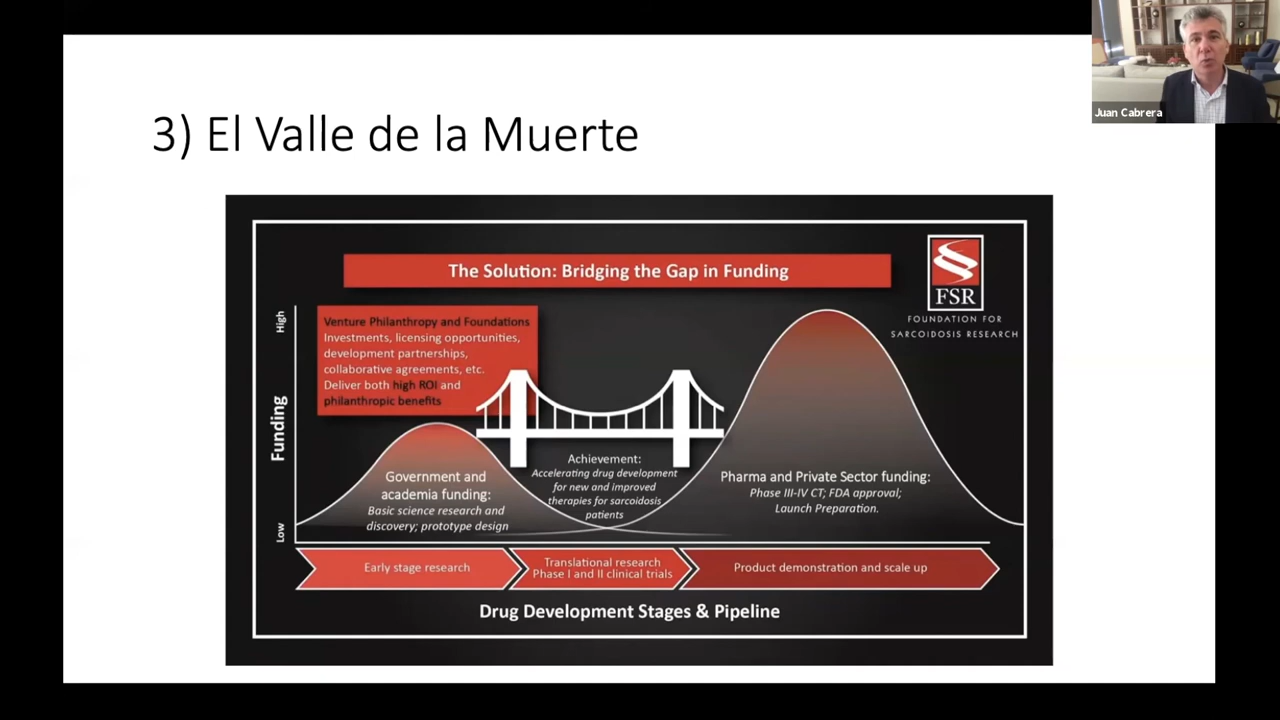 Juan Cabrera
3) El Valle de la Muerte
The Solution: Bridging the Gap in Funding
FSR
FOUNDATION FOR
SARCOIDOSIS RESEARCH
High
Funding
Low
Venture Philanthropy and Foundations
Investments, licensing opportunities,
development partnerships,
collaborative agreements, etc.
Deliver both high ROI and
philanthropic benefits
Government and
academia funding:
Basic science research and
discovery; prototype design
Achievement:
Accelerating drug development
for new and improved
therapies for sarcoidosis
patients
Pharma and Private Sector funding:
Phase III-IV CT; FDA approval;
Launch Preparation.
Early stage research
Translational research
Phase I and II clinical trials
Product demonstration and scale up
Drug Development Stages & Pipeline